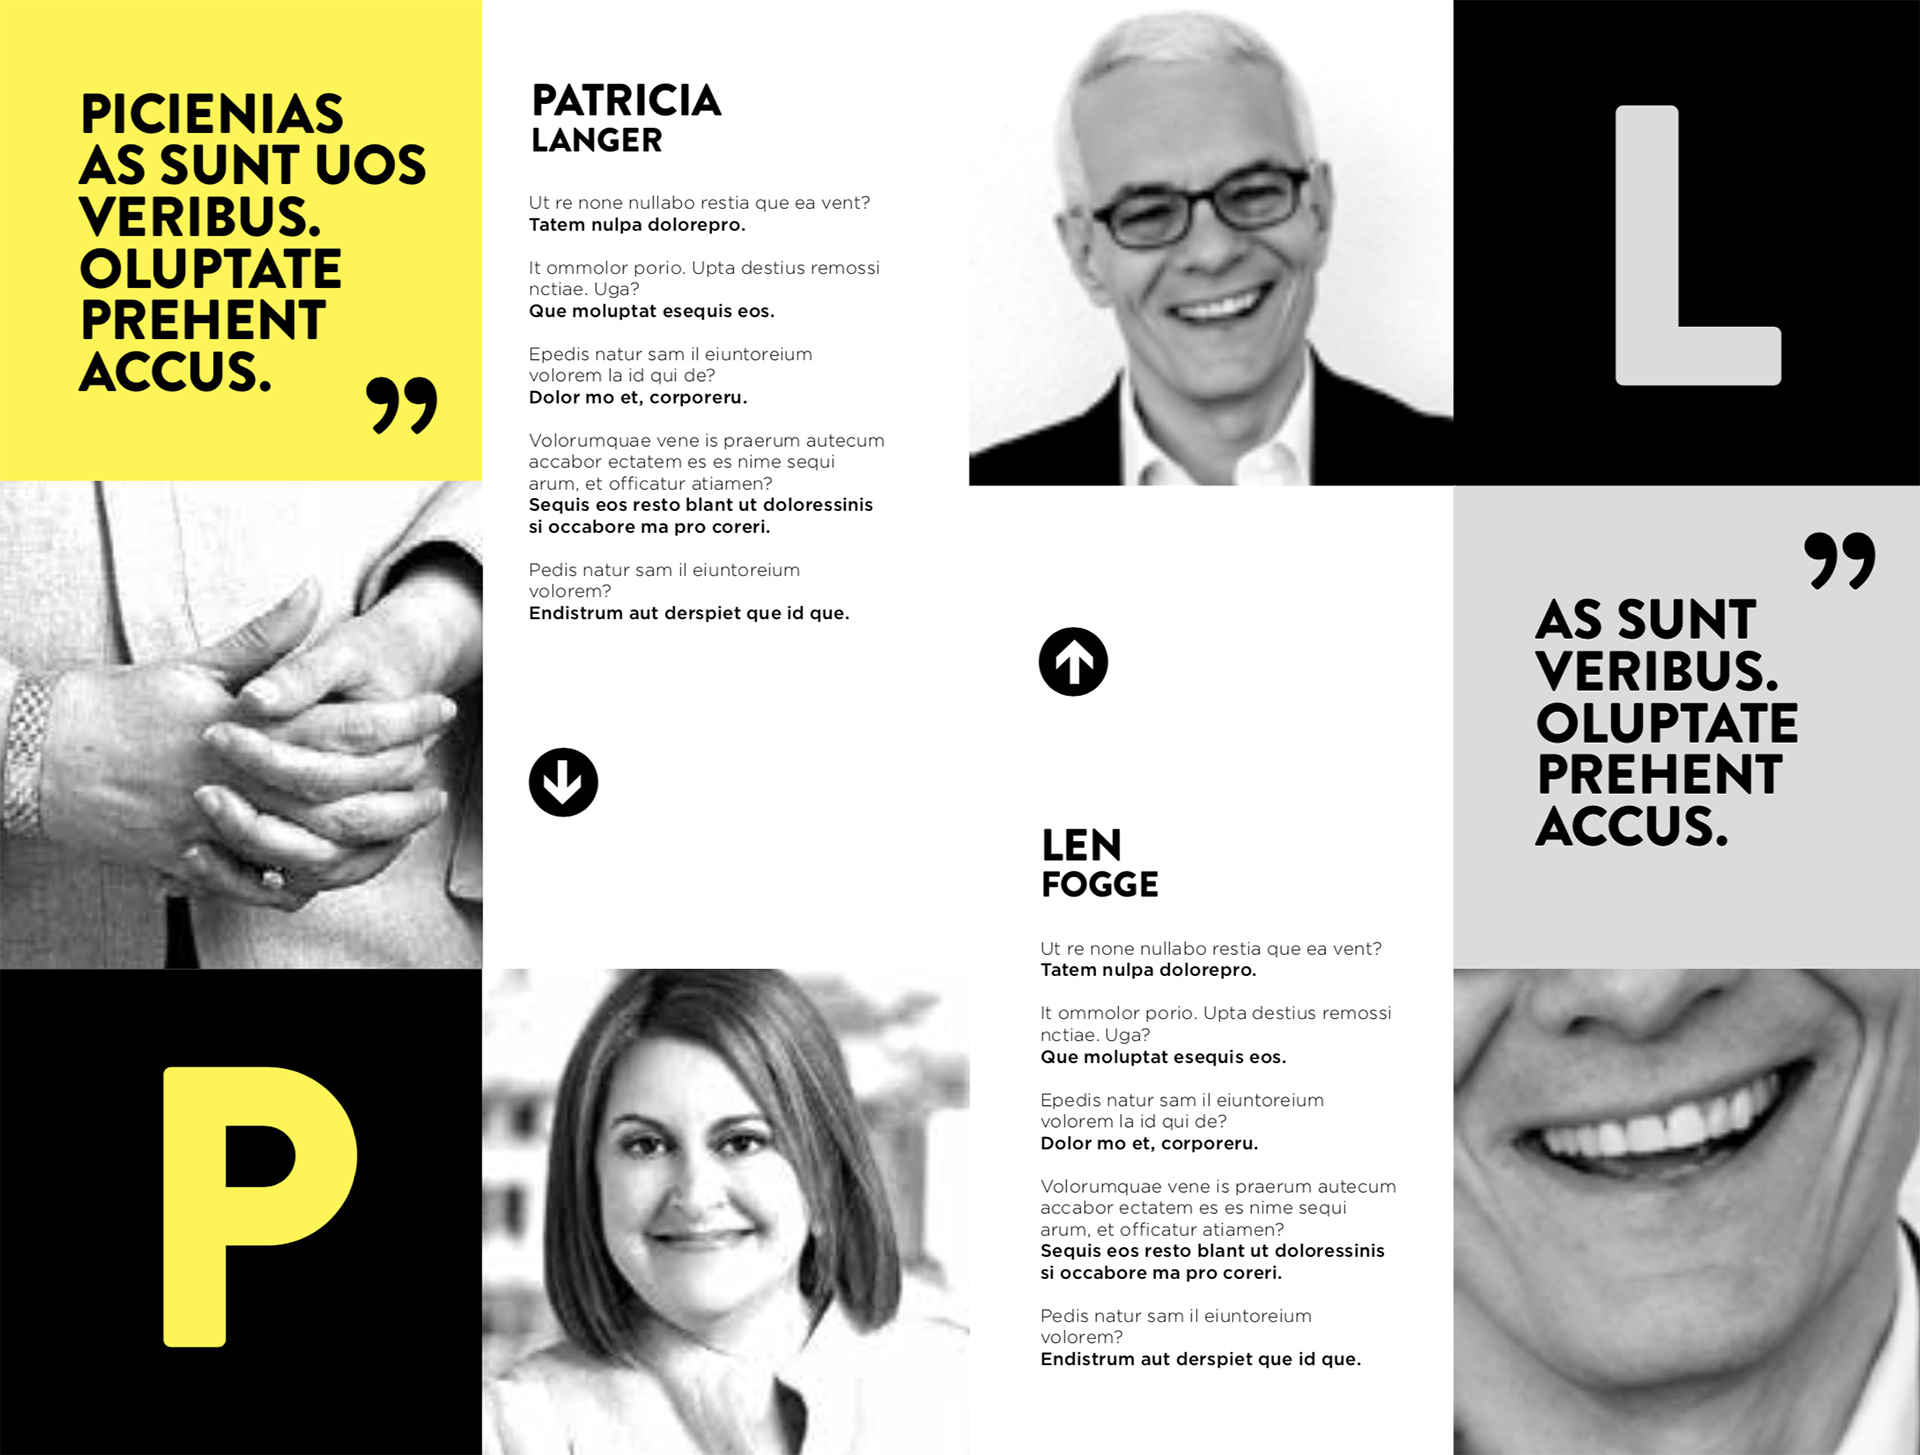 PICIENIAS
AS SUNT UOS
VERIBUS.
OLUPTATE
PREHENT
ACCUS.
”
P
PATRICIA
LANGER
Ut re none nullabo restia que ea vent?
Tatem nulpa dolorepro.
It ommolor porio. Upta destius remossi
nctiae. Uga?
Que moluptat esequis eos.
Epedis natur sam il eiuntoreium
volorem la id qui de?
Dolor mo et, corporeru.
Volorumquae vene is praerum autecum
accabor ectatem es es nime sequi
arum, et officatur atiamen?
Sequis eos resto blant ut doloressinis
si occabore ma pro coreri.
Pedis natur sam il eiuntoreium
volorem?
Endistrum aut derspiet que id que.
LEN
FOGGE
Ut re none nullabo restia que ea vent?
Tatem nulpa dolorepro.
It ommolor porio. Upta destius remossi
nctiae. Uga?
Que moluptat esequis eos.
Epedis natur sam il eiuntoreium
volorem la id qui de?
Dolor mo et, corporeru.
Volorumquae vene is praerum autecum
accabor ectatem es es nime sequi
arum, et officatur atiamen?
Sequis eos resto blant ut doloressinis
si occabore ma pro coreri.
Pedis natur sam il eiuntoreium
volorem?
Endistrum aut derspiet que id que.
L
”
AS SUNT
VERIBUS.
OLUPTATE
PREHENT
ACCUS.